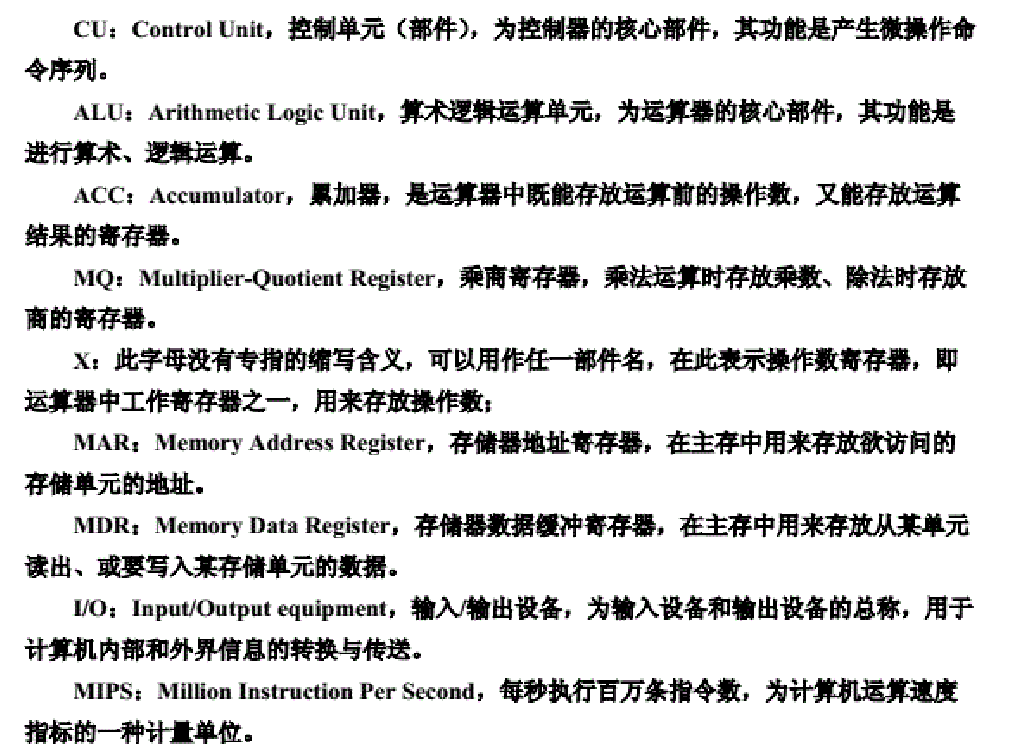 CU：Control Unit，控制单元（部件），为控制器的核心部件，其功能是产生微操作命
令序列。
ALU：Arithmetic Logic Unit，算术逻辑运算单元，为运算器的核心部件，其功能是
进行算术、逻辑运算。
ACC：Accumulator，累加器，是运算器中既能存放运算前的操作数，又能存放运算
结果的寄存器。
MQ：Multiplier-Quotient Register，乘商寄存器，乘法运算时存放乘数、除法时存放
商的寄存器。
X：此字母没有专指的缩写含义，可以用作任一部件名，在此表示操作数寄存器，即
运算器中工作寄存器之一，用来存放操作数；
MAR：Memory Address Register，存储器地址寄存器，在主存中用来存放欲访问的
存储单元的地址。
MDR：Memory Data Register，存储器数据缓冲寄存器，在主存中用来存放从某单元
读出、或要写入某存储单元的数据。
I/O：Input/Output equipment，输入/输出设备，为输入设备和输出设备的总称，用于
计算机内部和外界信息的转换与传送。
MIPS：Million Instruction Per Second，每秒执行百万条指令数，为计算机运算速度
指标的一种计量单位。